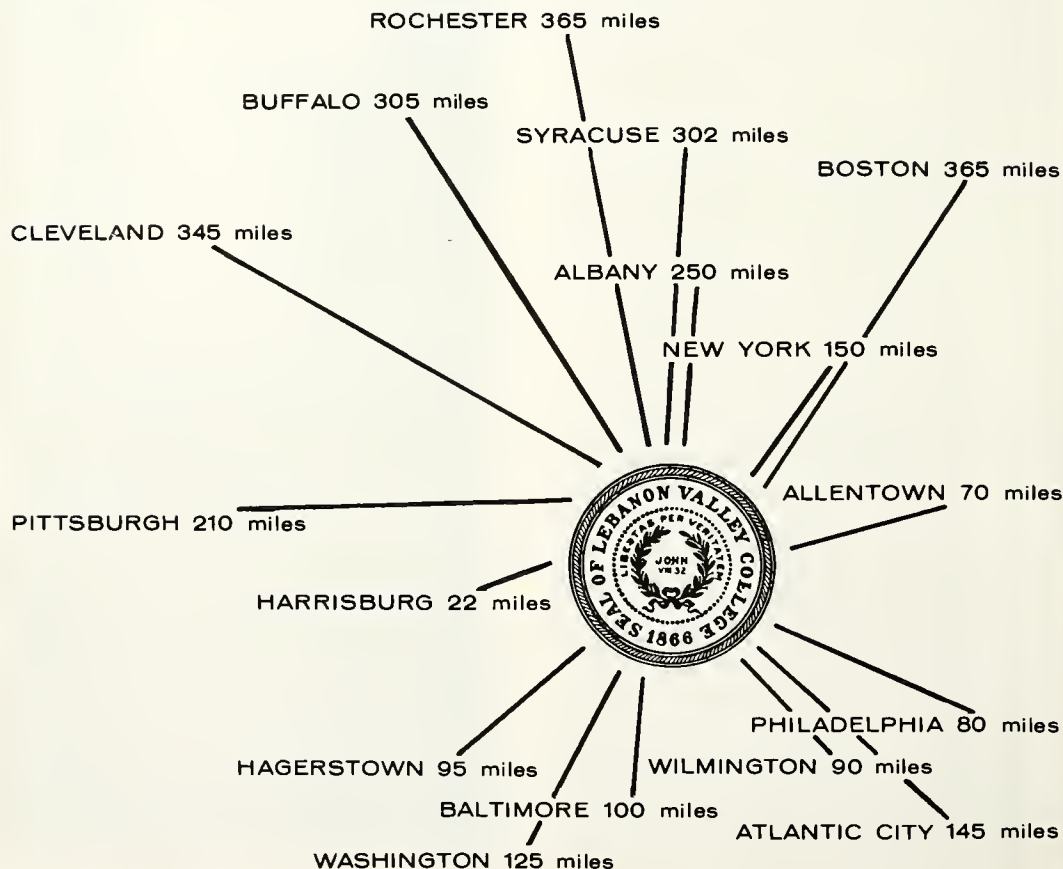 ROCHESTER 365 miles
BUFFALO 305 miles
SYRACUSE 302 miles
BOSTON 365 miles
CLEVELAND 345 miles
ALBANY 250 miles
NEW YORK 150 miles
ALLENTOWN 70 miles
PITTSBURGH 210 miles
SEAL OF LEBANON VALLEY COLLEGE
LIBERTAS PER VERITATEM
JOHN
VIII 32
1866
HARRISBURG 22 miles
PHILADELPHIA 80 miles
HAGERSTOWN 95 miles
WILMINGTON 90 miles
BALTIMORE 100 miles
ATLANTIC CITY 145 miles
WASHINGTON 125 miles